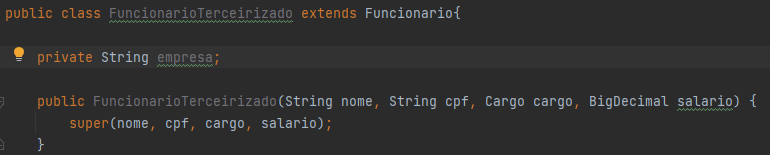 public class FuncionarioTerceirizado extends Funcionario{
private String empresa;
public FuncionarioTerceirizado(String nome, String cpf, Cargo cargo, BigDecimal salario) {
super(nome, cpf, cargo, salario);
}